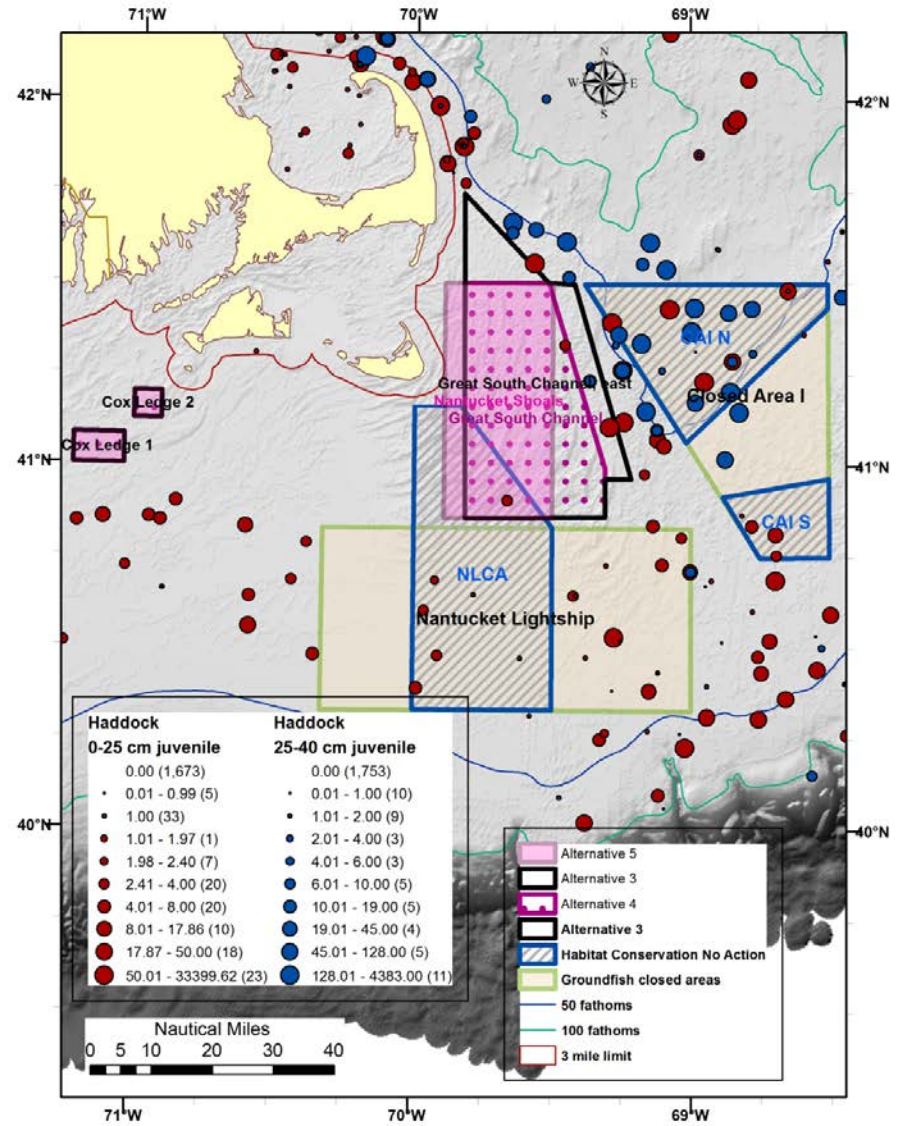 71°W 70°W 69°W
N
W E
S
42°N 42°N
CAI N
Great South Channel, east
Closed Area I
Cox Ledge 2
Nantucket Shoals
Great South Channel
Cox Ledge 1
41°N 41°N
CAI S
NLCA
Nantucket Lightship
Haddock
0-25 cm juvenile
0.00 (1,673)
0.01 - 0.99 (5)
1.00 (33)
1.01 - 1.97 (1)
1.98 - 2.40 (7)
2.41 - 4.00 (20)
4.01 - 8.00 (20)
8.01 - 17.86 (10)
17.87 - 50.00 (18)
50.01 - 33399.62 (23)
Haddock
25-40 cm juvenile
0.00 (1,753)
0.01 - 1.00 (10)
1.01 - 2.00 (9)
2.01 - 4.00 (3)
4.01 - 6.00 (3)
6.01 - 10.00 (5)
10.01 - 19.00 (5)
19.01 - 45.00 (4)
45.01 - 128.00 (5)
128.01 - 4383.00 (11)
40°N 40°N
Alternative 5
Alternative 3
Alternative 4
Alternative 3
Habitat Conservation No Action
Groundfish closed areas
50 fathoms
100 fathoms
3 mile limit
Nautical Miles
0 5 10 20 30 40
71°W 70°W 69°W